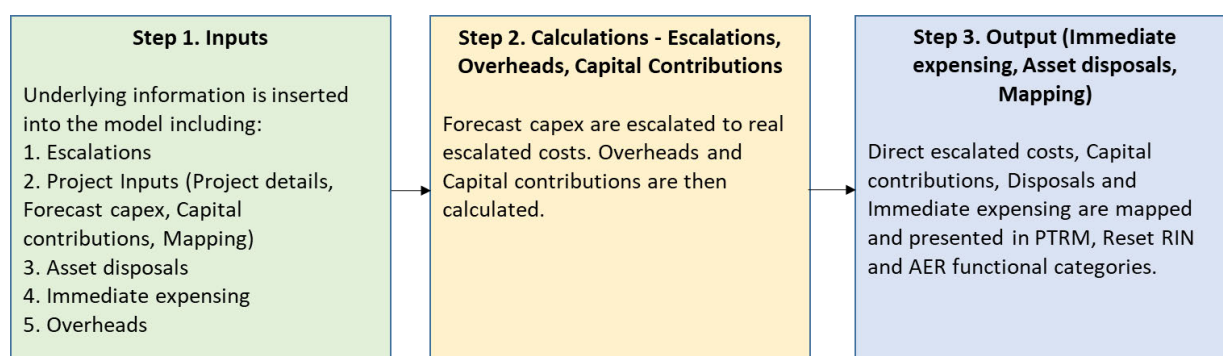 Step 1. Inputs
Underlying information is inserted
into the model including:
1. Escalations
2. Project Inputs (Project details,
Forecast capex, Capital
contributions, Mapping)
3. Asset disposals
4. Immediate expensing
5. Overheads
Step 2. Calculations - Escalations,
Overheads, Capital Contributions
Forecast capex are escalated to real
escalated costs. Overheads and
Capital contributions are then
calculated.
Step 3. Output (Immediate
expensing, Asset disposals,
Mapping)
Direct escalated costs, Capital
contributions, Disposals and
Immediate expensing are mapped
and presented in PTRM, Reset RIN
and AER functional categories.